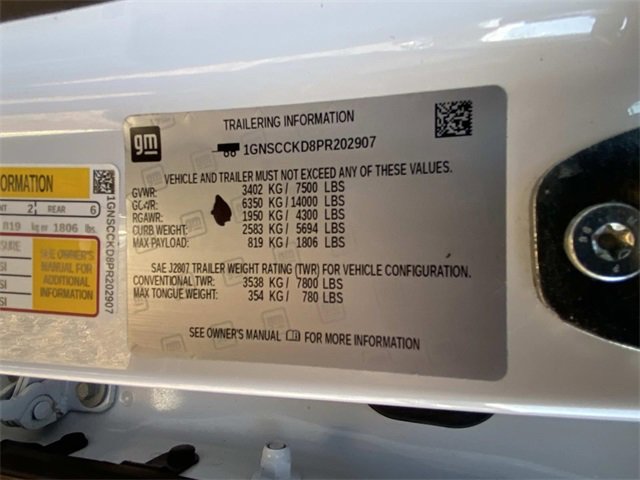 gm
TRAILERING INFORMATION
1GNSCCKD8PR202907
VEHICLE AND TRAILER MUST NOT EXCEED ANY OF THESE VALUES.
GVWR: 3402 KG/ 7500 LBS
GCWR: 6350 KG/ 14000 LBS
RGAWR: 1950 KG/ 4300 LBS
CURB WEIGHT: 2583 KG/ 5694 LBS
MAX PAYLOAD: 819 KG/ 1806 LBS
SAE J2807 TRAILER WEIGHT RATING (TWR) FOR VEHICLE CONFIGURATION.
CONVENTIONAL TWR: 3538 KG/ 7800 LBS
MAX TONGUE WEIGHT: 354 KG/ 780 LBS
SEE OWNER'S MANUAL FOR MORE INFORMATION
REAR 6
819 kg or 1806 lbs.
SEE OWNER'S
MANUAL FOR
ADDITIONAL
INFORMATION
1GNSCCKD8PR202907